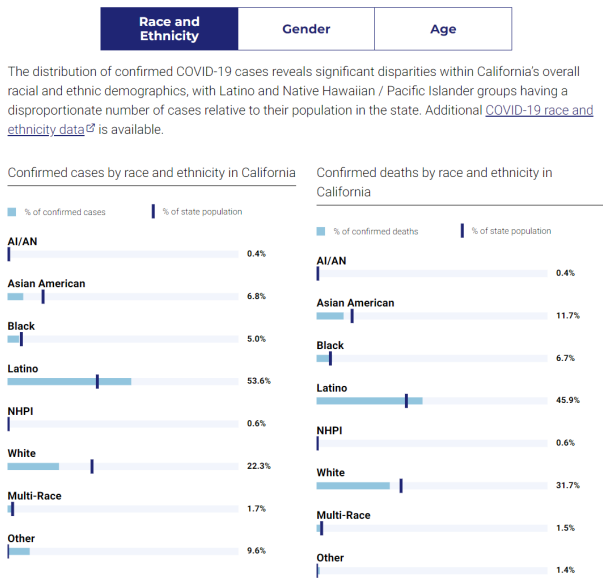 Race and
Ethnicity
Gender
Age
The distribution of confirmed COVID-19 cases reveals significant disparities within California's overall
racial and ethnic demographics, with Latino and Native Hawaiian / Pacific Islander groups having a
disproportionate number of cases relative to their population in the state. Additional COVID-19 race and
ethnicity data is available.
Confirmed cases by race and ethnicity in California
% of confirmed cases
% of state population
AI/AN
0.4%
Asian American
6.8%
Black
5.0%
Latino
53.6%
NHPI
0.6%
White
22.3%
Multi-Race
1.7%
Other
9.6%
Confirmed deaths by race and ethnicity in
California
% of confirmed deaths
% of state population
AI/AN
0.4%
Asian American
11.7%
Black
6.7%
Latino
45.9%
NHPI
0.6%
White
31.7%
Multi-Race
1.5%
Other
1.4%